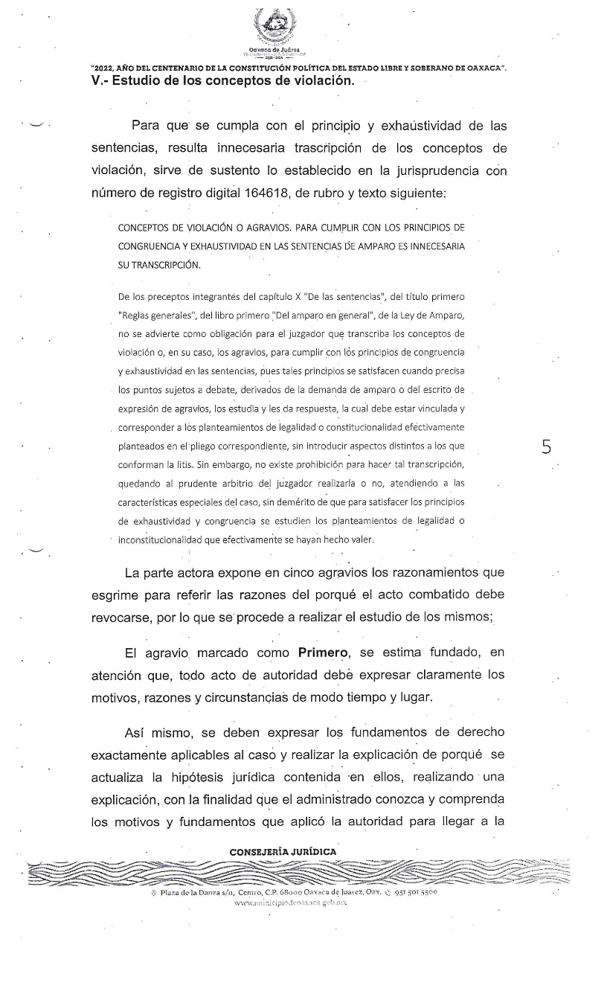 Oaxaca de Juárez
"2022, AÑO DEL CENTENARIO DE LA CONSTITUCIÓN POLÍTICA DEL ESTADO LIBRE Y SOBERANO DE OAXACA".
V.- Estudio de los conceptos de violación.
Para que se cumpla con el principio y exhaustividad de las
sentencias, resulta innecesaria trascripción de los conceptos de
violación, sirve de sustento lo establecido en la jurisprudencia con
número de registro digital 164618, de rubro y texto siguiente:
CONCEPTOS DE VIOLACIÓN O AGRAVIOS. PARA CUMPLIR CON LOS PRINCIPIOS DE
CONGRUENCIA Y EXHAUSTIVIDAD EN LAS SENTENCIAS DE AMPARO ES INNECESARIA
SU TRANSCRIPCIÓN.
De los preceptos integrantes del capítulo X "De las sentencias", del título primero
"Reglas generales", del libro primero "Del amparo en general", de la Ley de Amparo,
no se advierte como obligación para el juzgador que transcriba los conceptos de
violación o, en su caso, los agravios, para cumplir con los principios de congruencia
y exhaustividad en las sentencias, pues tales principios se satisfacen cuando precisa
los puntos sujetos a debate, derivados de la demanda de amparo o del escrito de
expresión de agravios, los estudia y les da respuesta, la cual debe estar vinculada y
corresponder a los planteamientos de legalidad o constitucionalidad efectivamente
planteados en el pliego correspondiente, sin introducir aspectos distintos a los que
conforman la litis. Sin embargo, no existe prohibición para hacer tal transcripción,
quedando al prudente arbitrio del juzgador realizarla o no, atendiendo a las
características especiales del caso, sin demérito de que para satisfacer los principios
de exhaustividad y congruencia se estudien los planteamientos de legalidad o
inconstitucionalidad que efectivamente se hayan hecho valer.
5
La parte actora expone en cinco agravios los razonamientos que
esgrime para referir las razones del porqué el acto combatido debe
revocarse, por lo que se procede a realizar el estudio de los mismos;
El agravio marcado como Primero, se estima fundado, en
atención que, todo acto de autoridad debe expresar claramente los
motivos, razones y circunstancias de modo tiempo y lugar.
Así mismo, se deben expresar los fundamentos de derecho
exactamente aplicables al caso y realizar la explicación de porqué se
actualiza la hipótesis jurídica contenida en ellos, realizando una
explicación, con la finalidad que el administrado conozca y comprenda
los motivos y fundamentos que aplicó la autoridad para llegar a la
CONSEJERÍA JURÍDICA
Plaza de la Danza s/n, Centro, C.P. 68000 Oaxaca de Juárez, Oax. 951 501 5500
www.municipiodeoaxaca.gob.mx